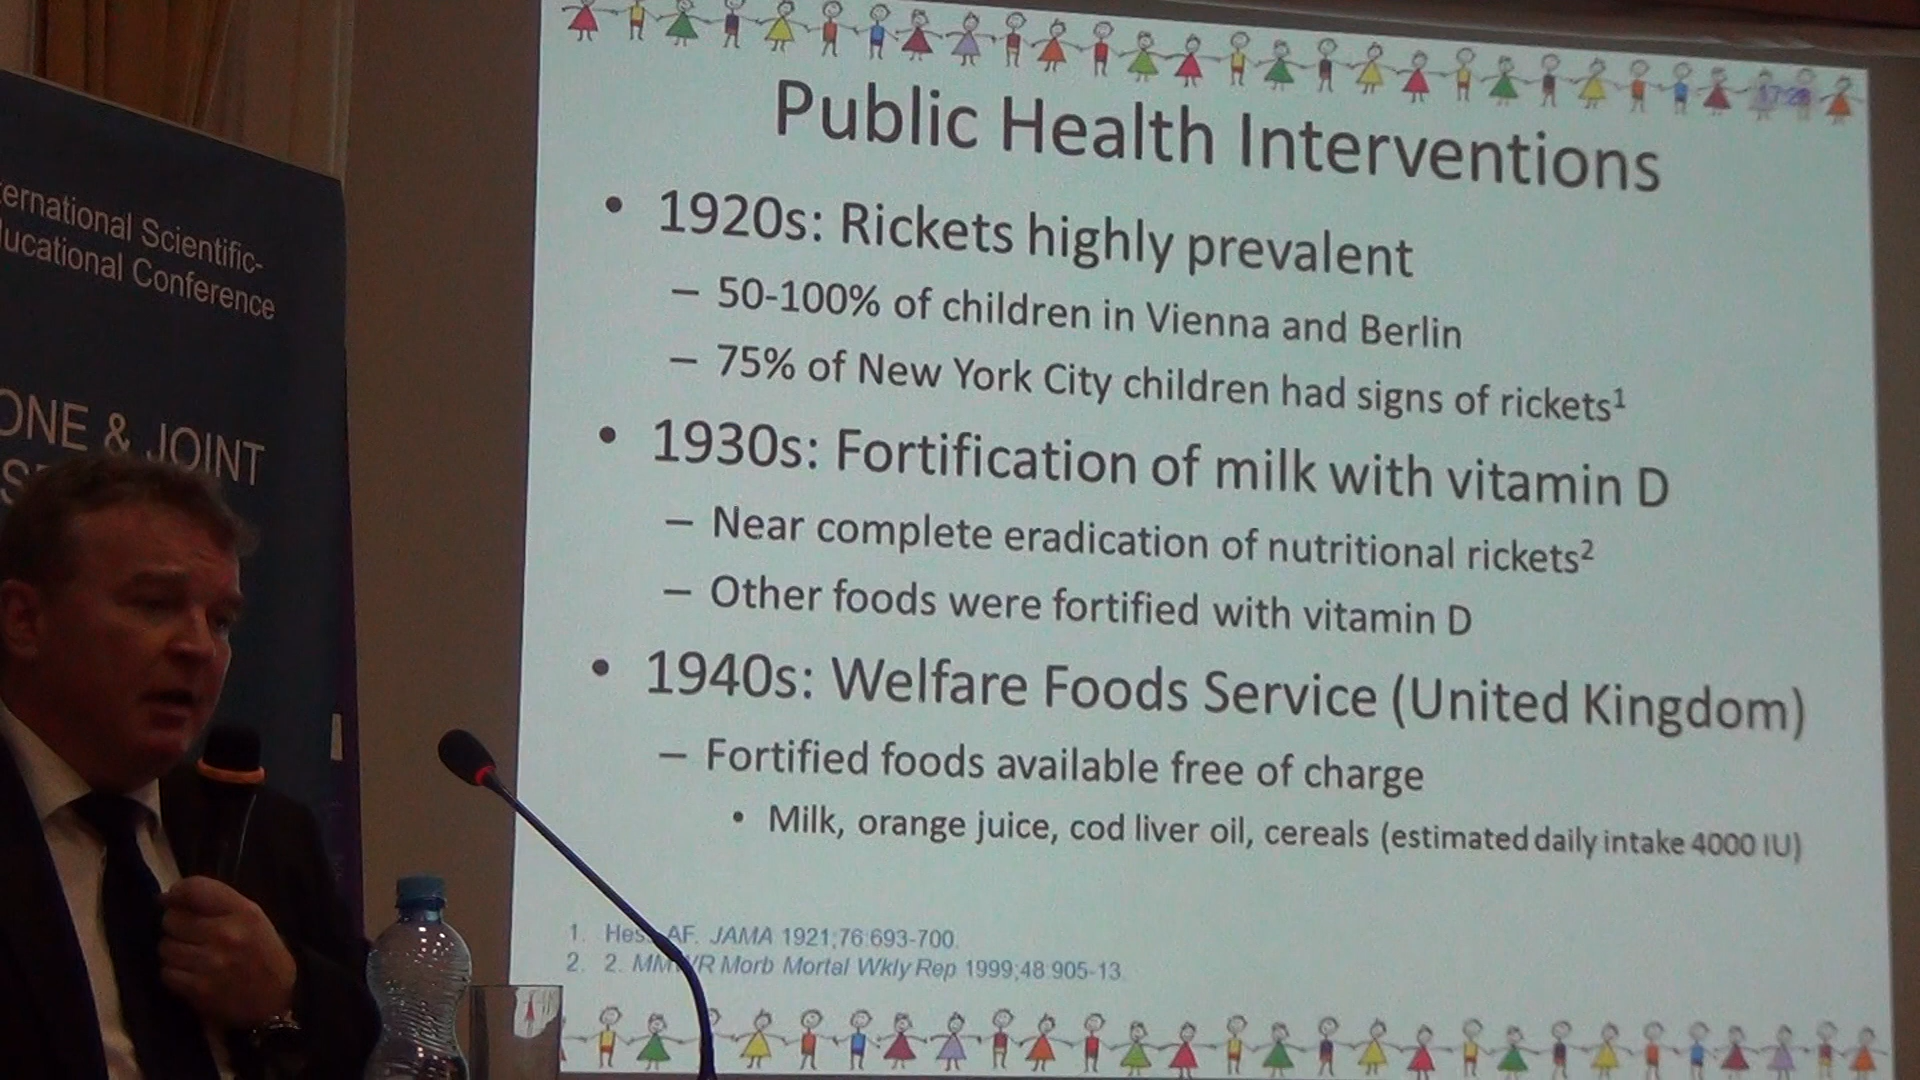 ernational Scientific-
ucational Conference
ONE & JOINT
Public Health Interventions
• 1920s: Rickets highly prevalent
– 50-100% of children in Vienna and Berlin
– 75% of New York City children had signs of rickets¹
• 1930s: Fortification of milk with vitamin D
– Near complete eradication of nutritional rickets²
– Other foods were fortified with vitamin D
• 1940s: Welfare Foods Service (United Kingdom)
– Fortified foods available free of charge
• Milk, orange juice, cod liver oil, cereals (estimated daily intake 4000 IU)
1. Hess AF. JAMA 1921;76:693-700.
2. 2. MMWR Morb Mortal Wkly Rep 1999;48:905-13.